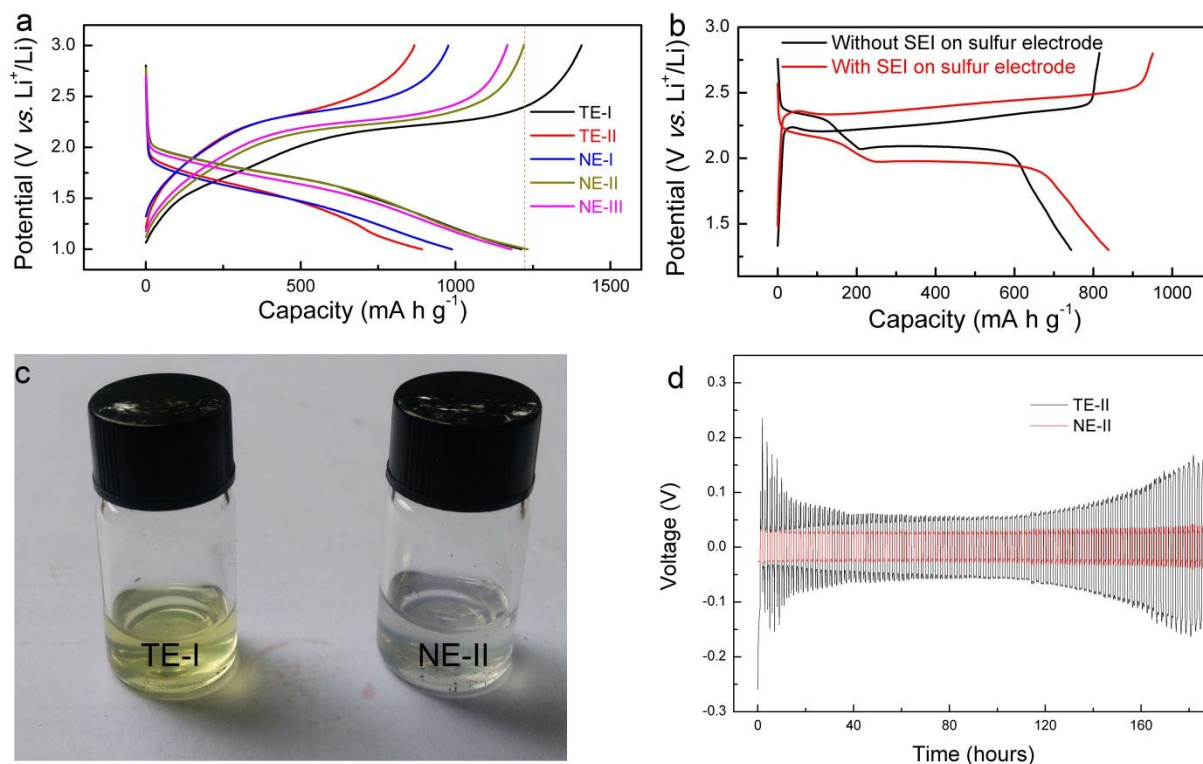 a
3.0
2.5
2.0
1.5
1.0
Potential (V vs. Li⁺/Li)
TE-I
TE-II
NE-I
NE-II
NE-III
0
500
1000
1500
Capacity (mA h g⁻¹)
b
Without SEI on sulfur electrode
With SEI on sulfur electrode
3.0
2.5
2.0
1.5
Potential (V vs. Li⁺/Li)
0
200
400
600
800
1000
Capacity (mA h g⁻¹)
c
TE-I
NE-II
d
TE-II
NE-II
0.3
0.2
0.1
0.0
-0.1
-0.2
-0.3
Voltage (V)
0
40
80
120
160
Time (hours)